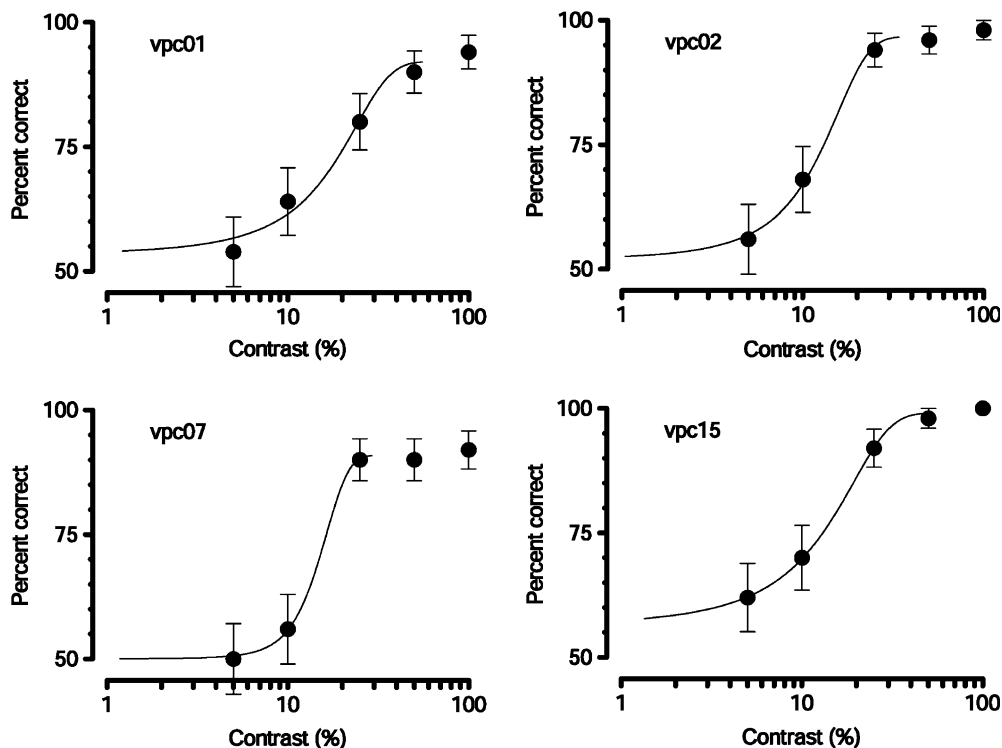 100
vpc01
75
Percent correct
50
1 10 100
Contrast (%)
100
vpc02
75
Percent correct
50
1 10 100
Contrast (%)
100
vpc07
75
Percent correct
50
1 10 100
Contrast (%)
100
vpc15
75
Percent correct
50
1 10 100
Contrast (%)